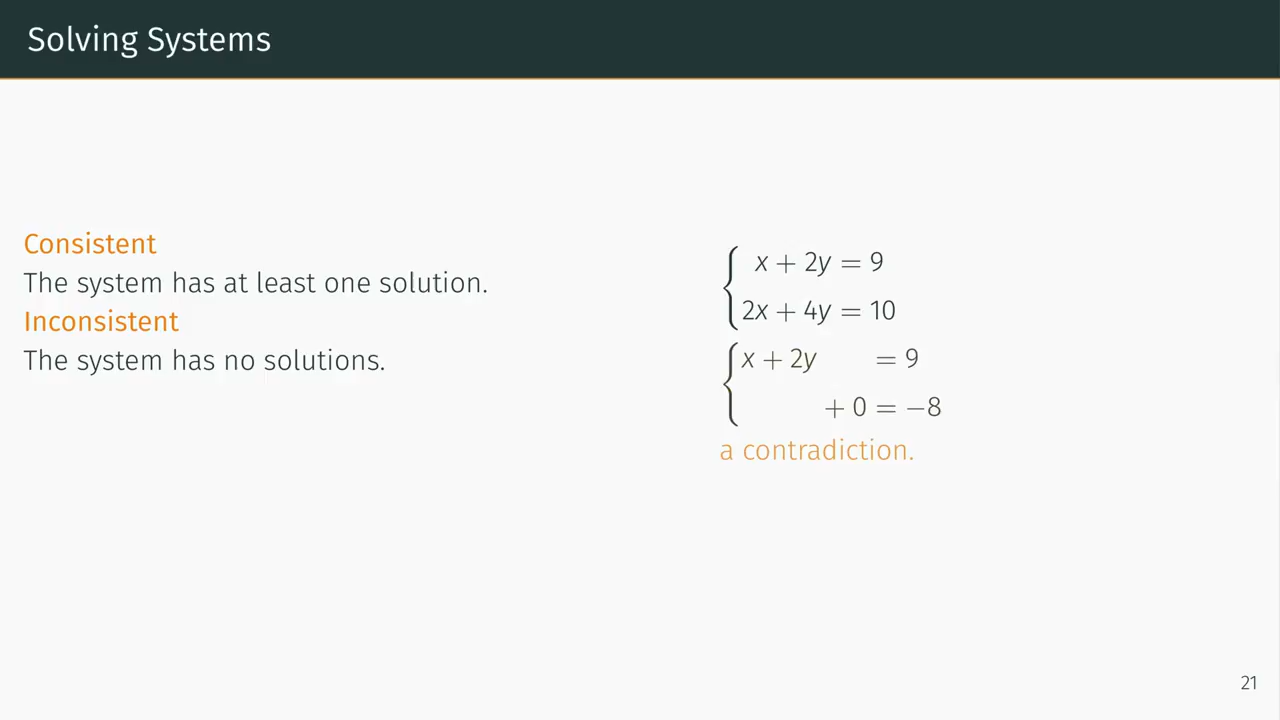 Solving Systems
Consistent
The system has at least one solution.
Inconsistent
The system has no solutions.
x + 2y = 9
2x + 4y = 10
x + 2y = 9
+ 0 = −8
a contradiction.
21